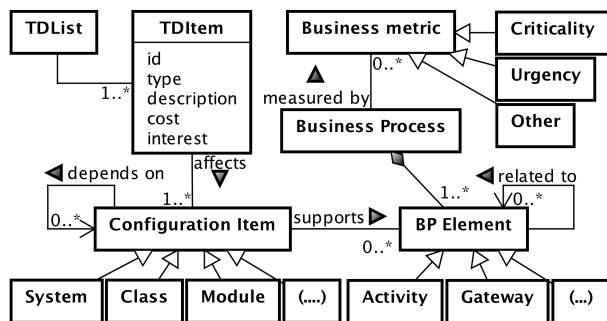 TDList
TDItem
id
type
description
cost
interest
1..*
Business metric
0..*
measured by
Business Process
Criticality
Urgency
Other
affects
1..*
depends on
0..*
Configuration Item
supports
0..*
1..*
BP Element
related to
0..*
System
Class
Module
(....)
Activity
Gateway
(...)